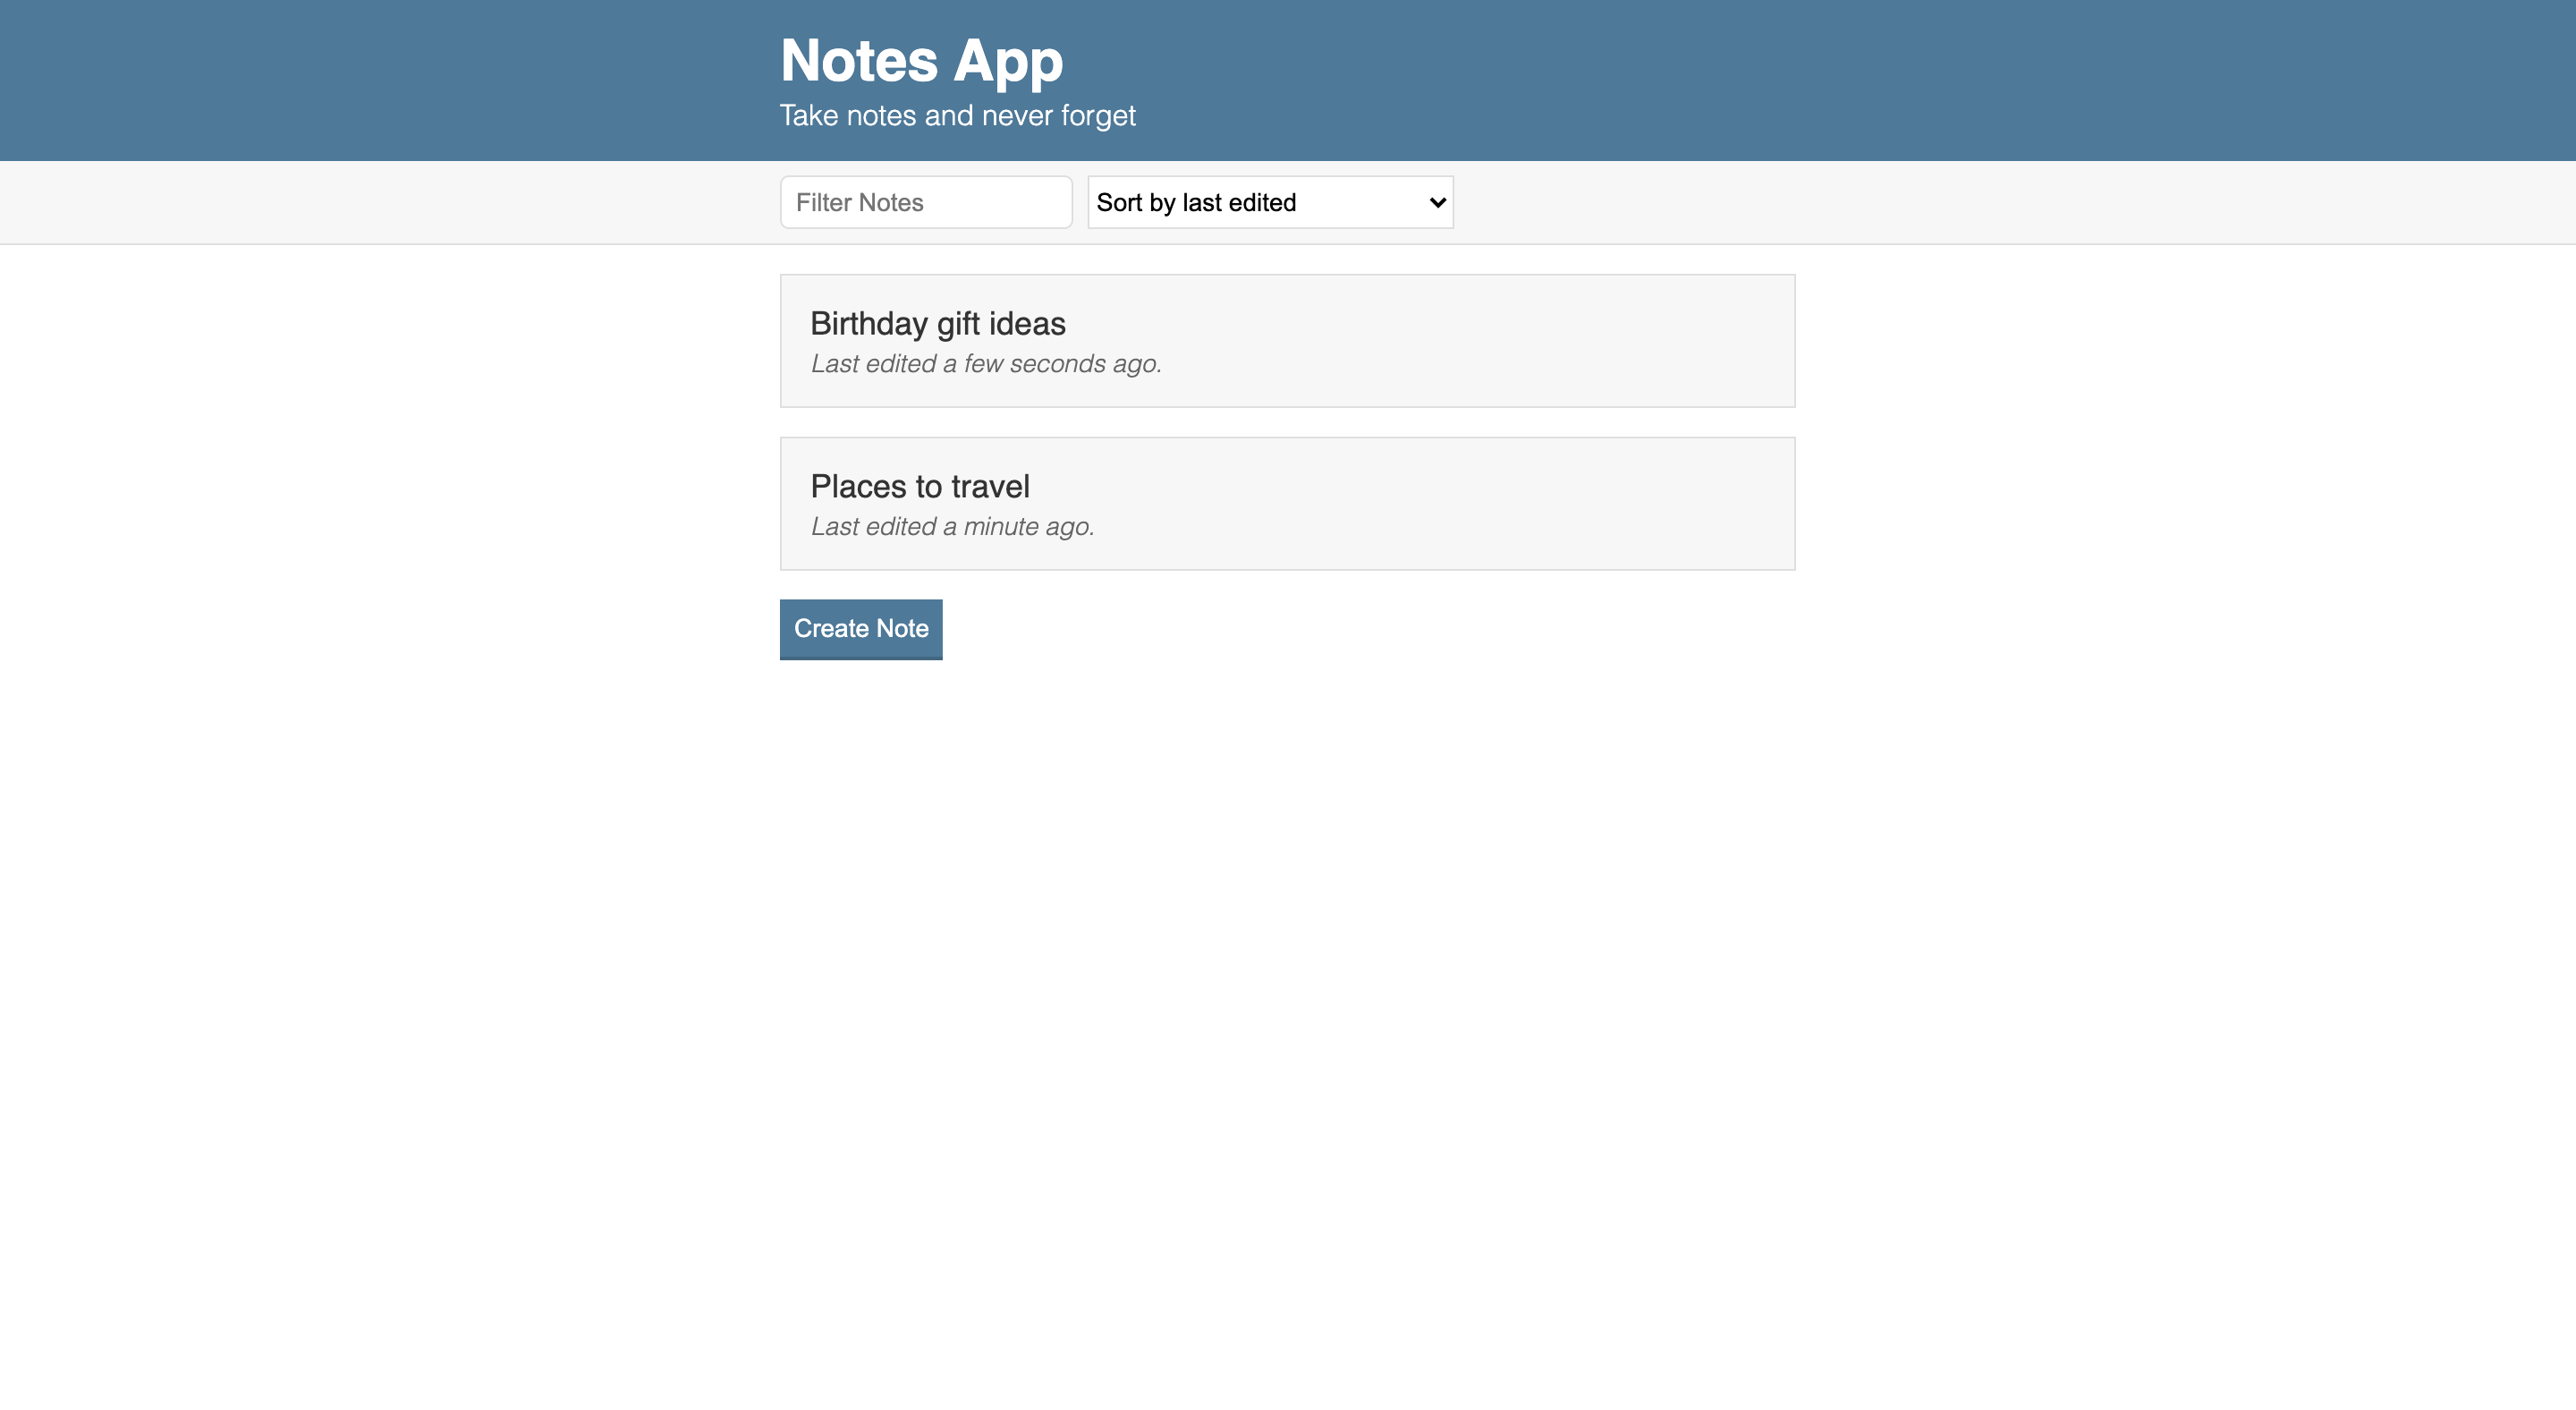 Notes App
Take notes and never forget
Filter Notes
Sort by last edited
Birthday gift ideas
Last edited a few seconds ago.
Places to travel
Last edited a minute ago.
Create Note